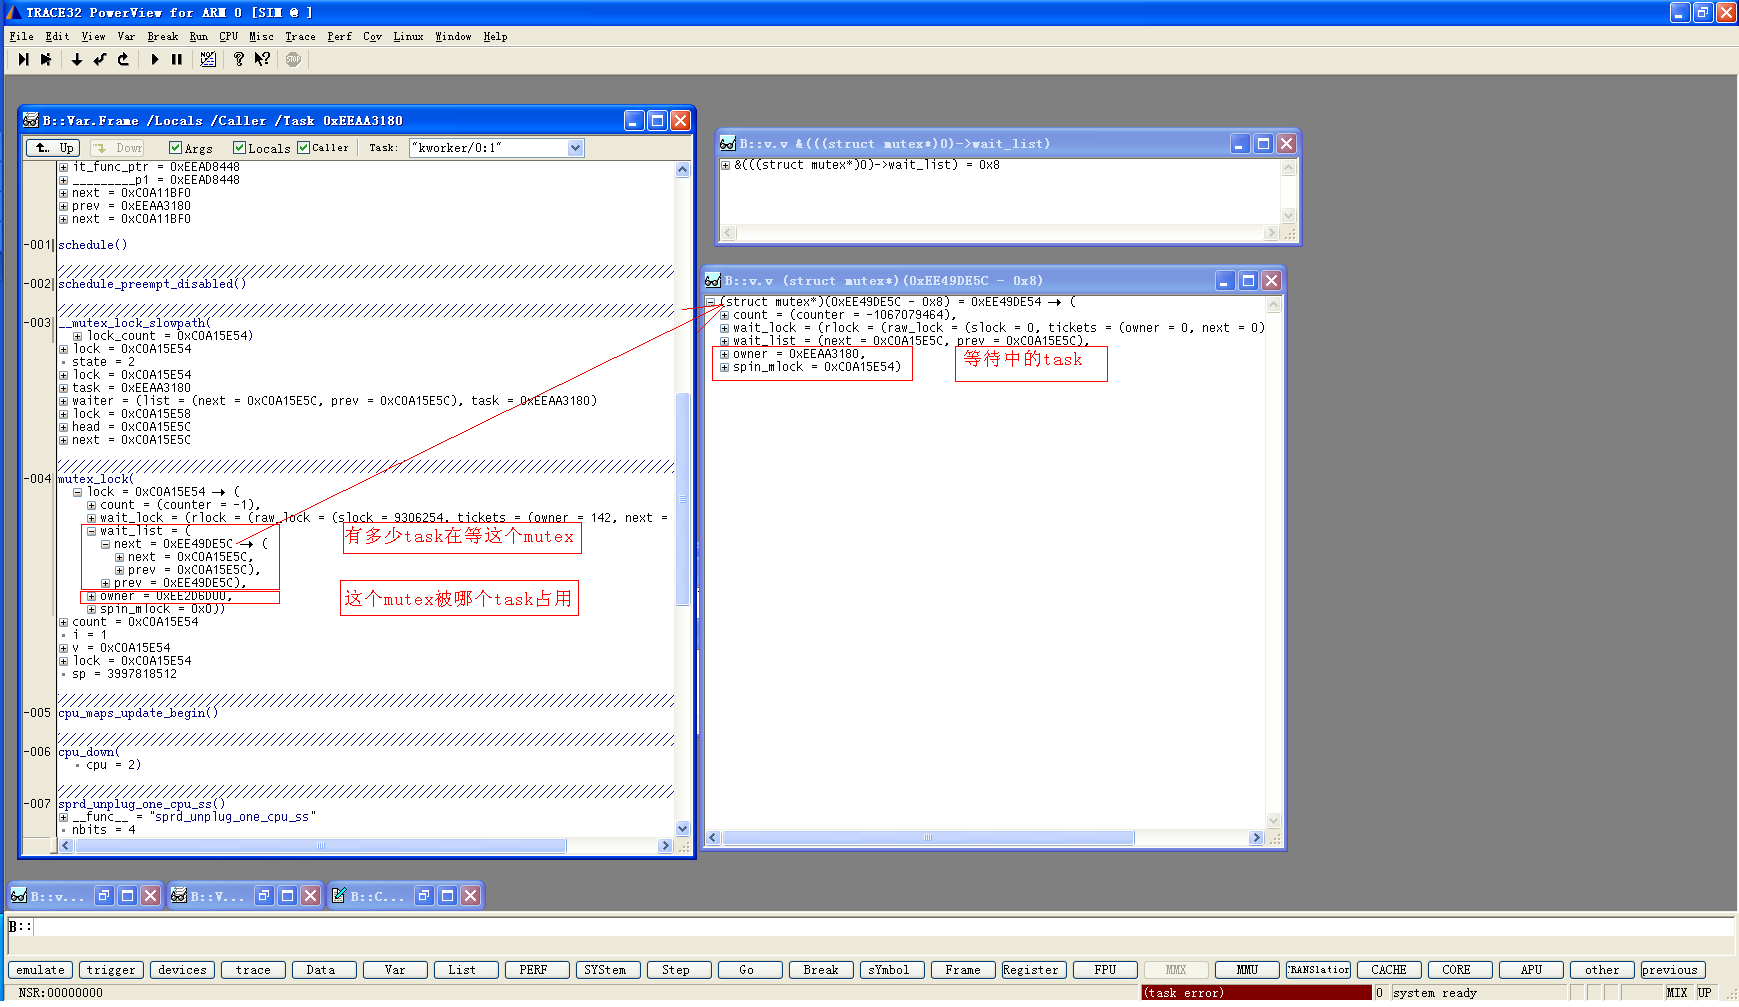 TRACE32 PowerView for ARM 0 [SIM @ ]
File Edit View Var Break Run CPU Misc Trace Perf Cov Linux Window Help
B::Var.Frame /Locals /Caller /Task 0xEEAA3180
Up Down Args Locals Caller Task: "kworker/0:1"
it_func_ptr = 0xEEAD8448
_________p1 = 0xEEAD8448
next = 0xC0A11BF0
prev = 0xEEAA3180
next = 0xC0A11BF0
-001 schedule()
-002 schedule_preempt_disabled()
-003 __mutex_lock_slowpath(
lock_count = 0xC0A15E54)
lock = 0xC0A15E54
state = 2
lock = 0xC0A15E54
task = 0xEEAA3180
waiter = (list = (next = 0xC0A15E5C, prev = 0xC0A15E5C), task = 0xEEAA3180)
lock = 0xC0A15E58
head = 0xC0A15E5C
next = 0xC0A15E5C
-004 mutex_lock(
lock = 0xC0A15E54 → (
count = (counter = -1),
wait_lock = (rlock = (raw_lock = (slock = 9306254, tickets = (owner = 142, next =
wait_list = (
next = 0xEE49DE5C → (
next = 0xC0A15E5C,
prev = 0xC0A15E5C),
prev = 0xEE49DE5C),
owner = 0xEE2D6D00,
spin_mlock = 0x0))
有多少task在等这个mutex
这个mutex被哪个task占用
count = 0xC0A15E54
i = 1
v = 0xC0A15E54
lock = 0xC0A15E54
sp = 3997818512
-005 cpu_maps_update_begin()
-006 cpu_down(
cpu = 2)
-007 sprd_unplug_one_cpu_ss()
__func__ = "sprd_unplug_one_cpu_ss"
nbits = 4
B::v.v &(((struct mutex*)0)->wait_list)
&(((struct mutex*)0)->wait_list) = 0x8
B::v.v (struct mutex*)(0xEE49DE5C - 0x8)
(struct mutex*)(0xEE49DE5C - 0x8) = 0xEE49DE54 → (
count = (counter = -1067079464),
wait_lock = (rlock = (raw_lock = (slock = 0, tickets = (owner = 0, next = 0)
wait_list = (next = 0xC0A15E5C, prev = 0xC0A15E5C),
owner = 0xEEAA3180,
spin_mlock = 0xC0A15E54)
等待中的task
B::v... B::V... B::C...
B::
emulate trigger devices trace Data Var List PERF SYStem Step Go Break sYmbol Frame Register FPU MMX MMU TRANSlation CACHE CORE APU other previous
NSR:00000000 (task error) 0 system ready MIX UP